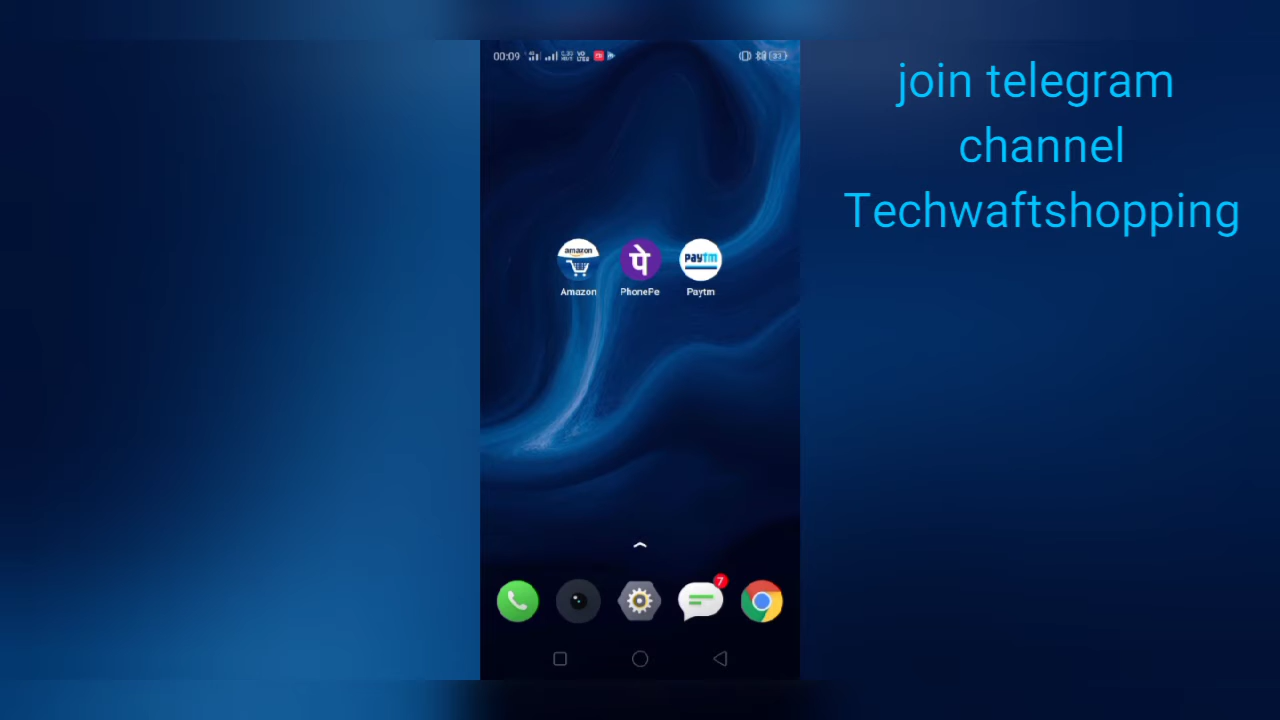 00:09
join telegram
channel
Techwaftshopping
amazon
पे
paytm
Amazon
PhonePe
Paytm
7